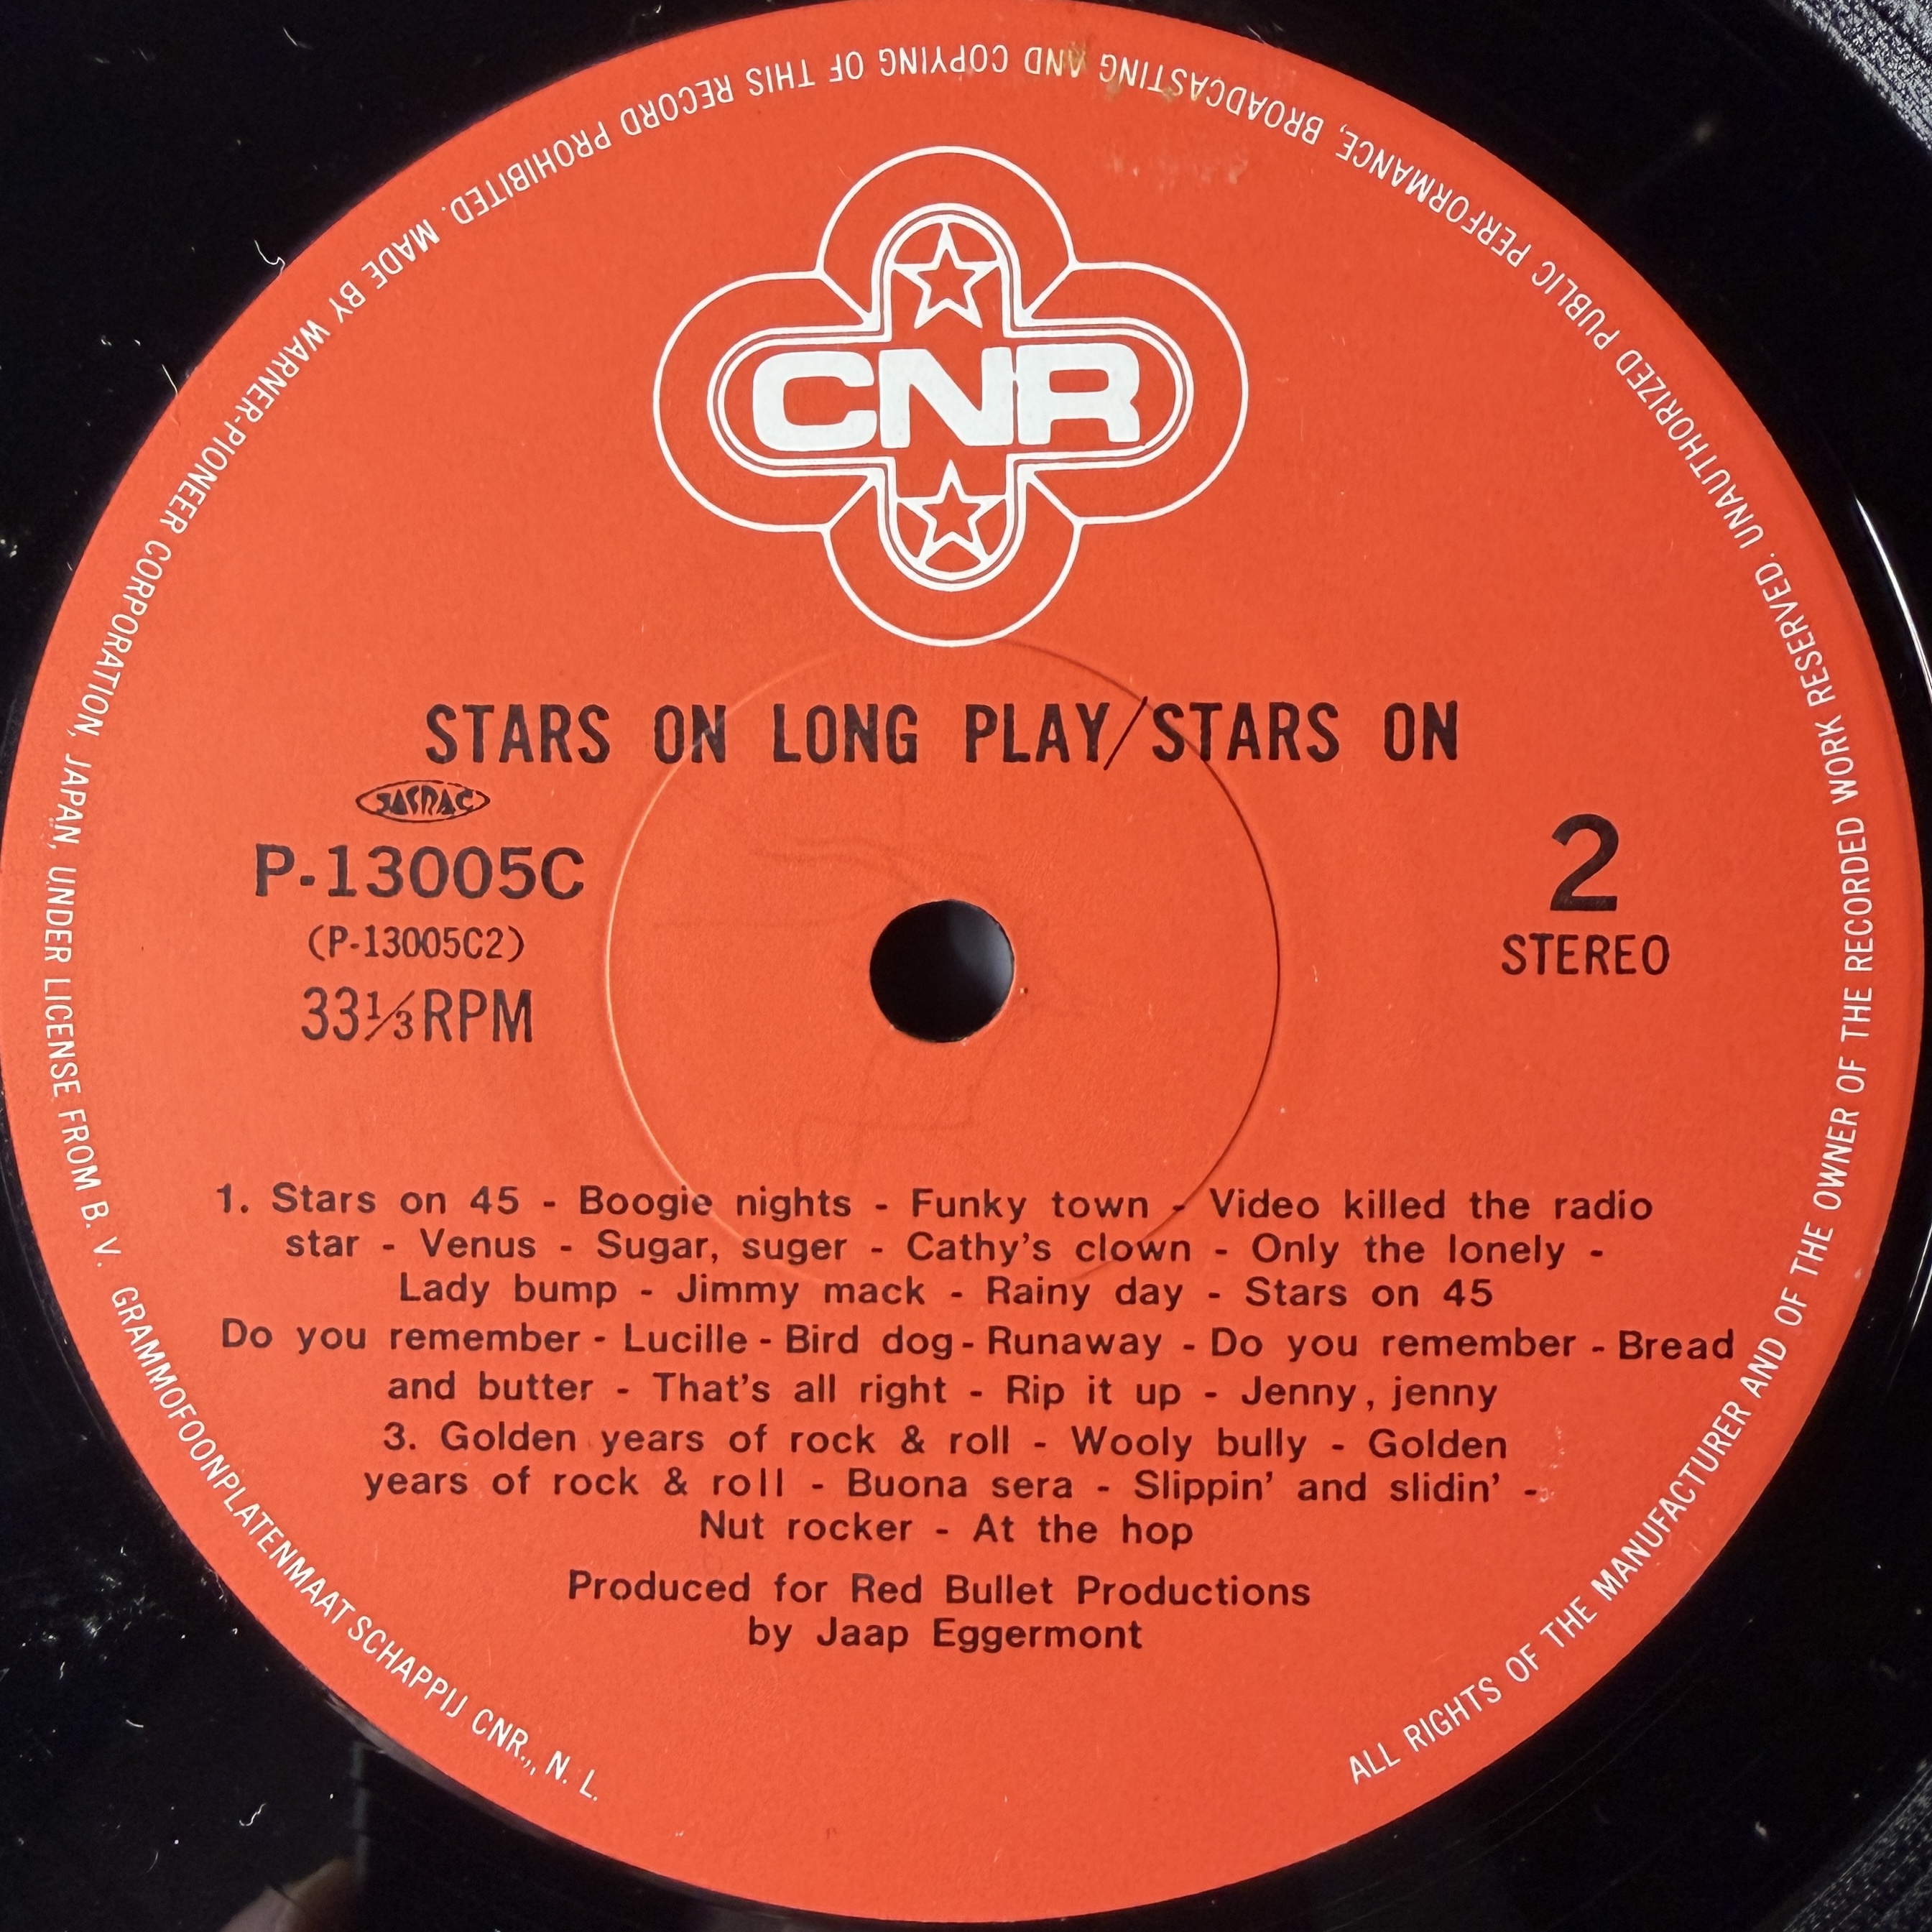 CNR
STARS ON LONG PLAY/STARS ON
JASRAC
P-13005C
(P-13005C2)
33⅓RPM
2
STEREO
1. Stars on 45 - Boogie nights - Funky town - Video killed the radio
star - Venus - Sugar, suger - Cathy's clown - Only the lonely -
Lady bump - Jimmy mack - Rainy day - Stars on 45
Do you remember - Lucille - Bird dog - Runaway - Do you remember - Bread
and butter - That's all right - Rip it up - Jenny, jenny
3. Golden years of rock & roll - Wooly bully - Golden
years of rock & roll - Buona sera - Slippin' and slidin' -
Nut rocker - At the hop
Produced for Red Bullet Productions
by Jaap Eggermont
ALL RIGHTS OF THE MANUFACTURER AND OF THE OWNER OF THE RECORDED WORK RESERVED. UNAUTHORIZED PUBLIC PERFORMANCE, BROADCASTING AND COPYING OF THIS RECORD PROHIBITED. MADE BY WARNER-PIONEER CORPORATION, JAPAN, UNDER LICENSE FROM B. V. GRAMMOFOONPLATENMAATSCHAPPIJ CNR., N. L.